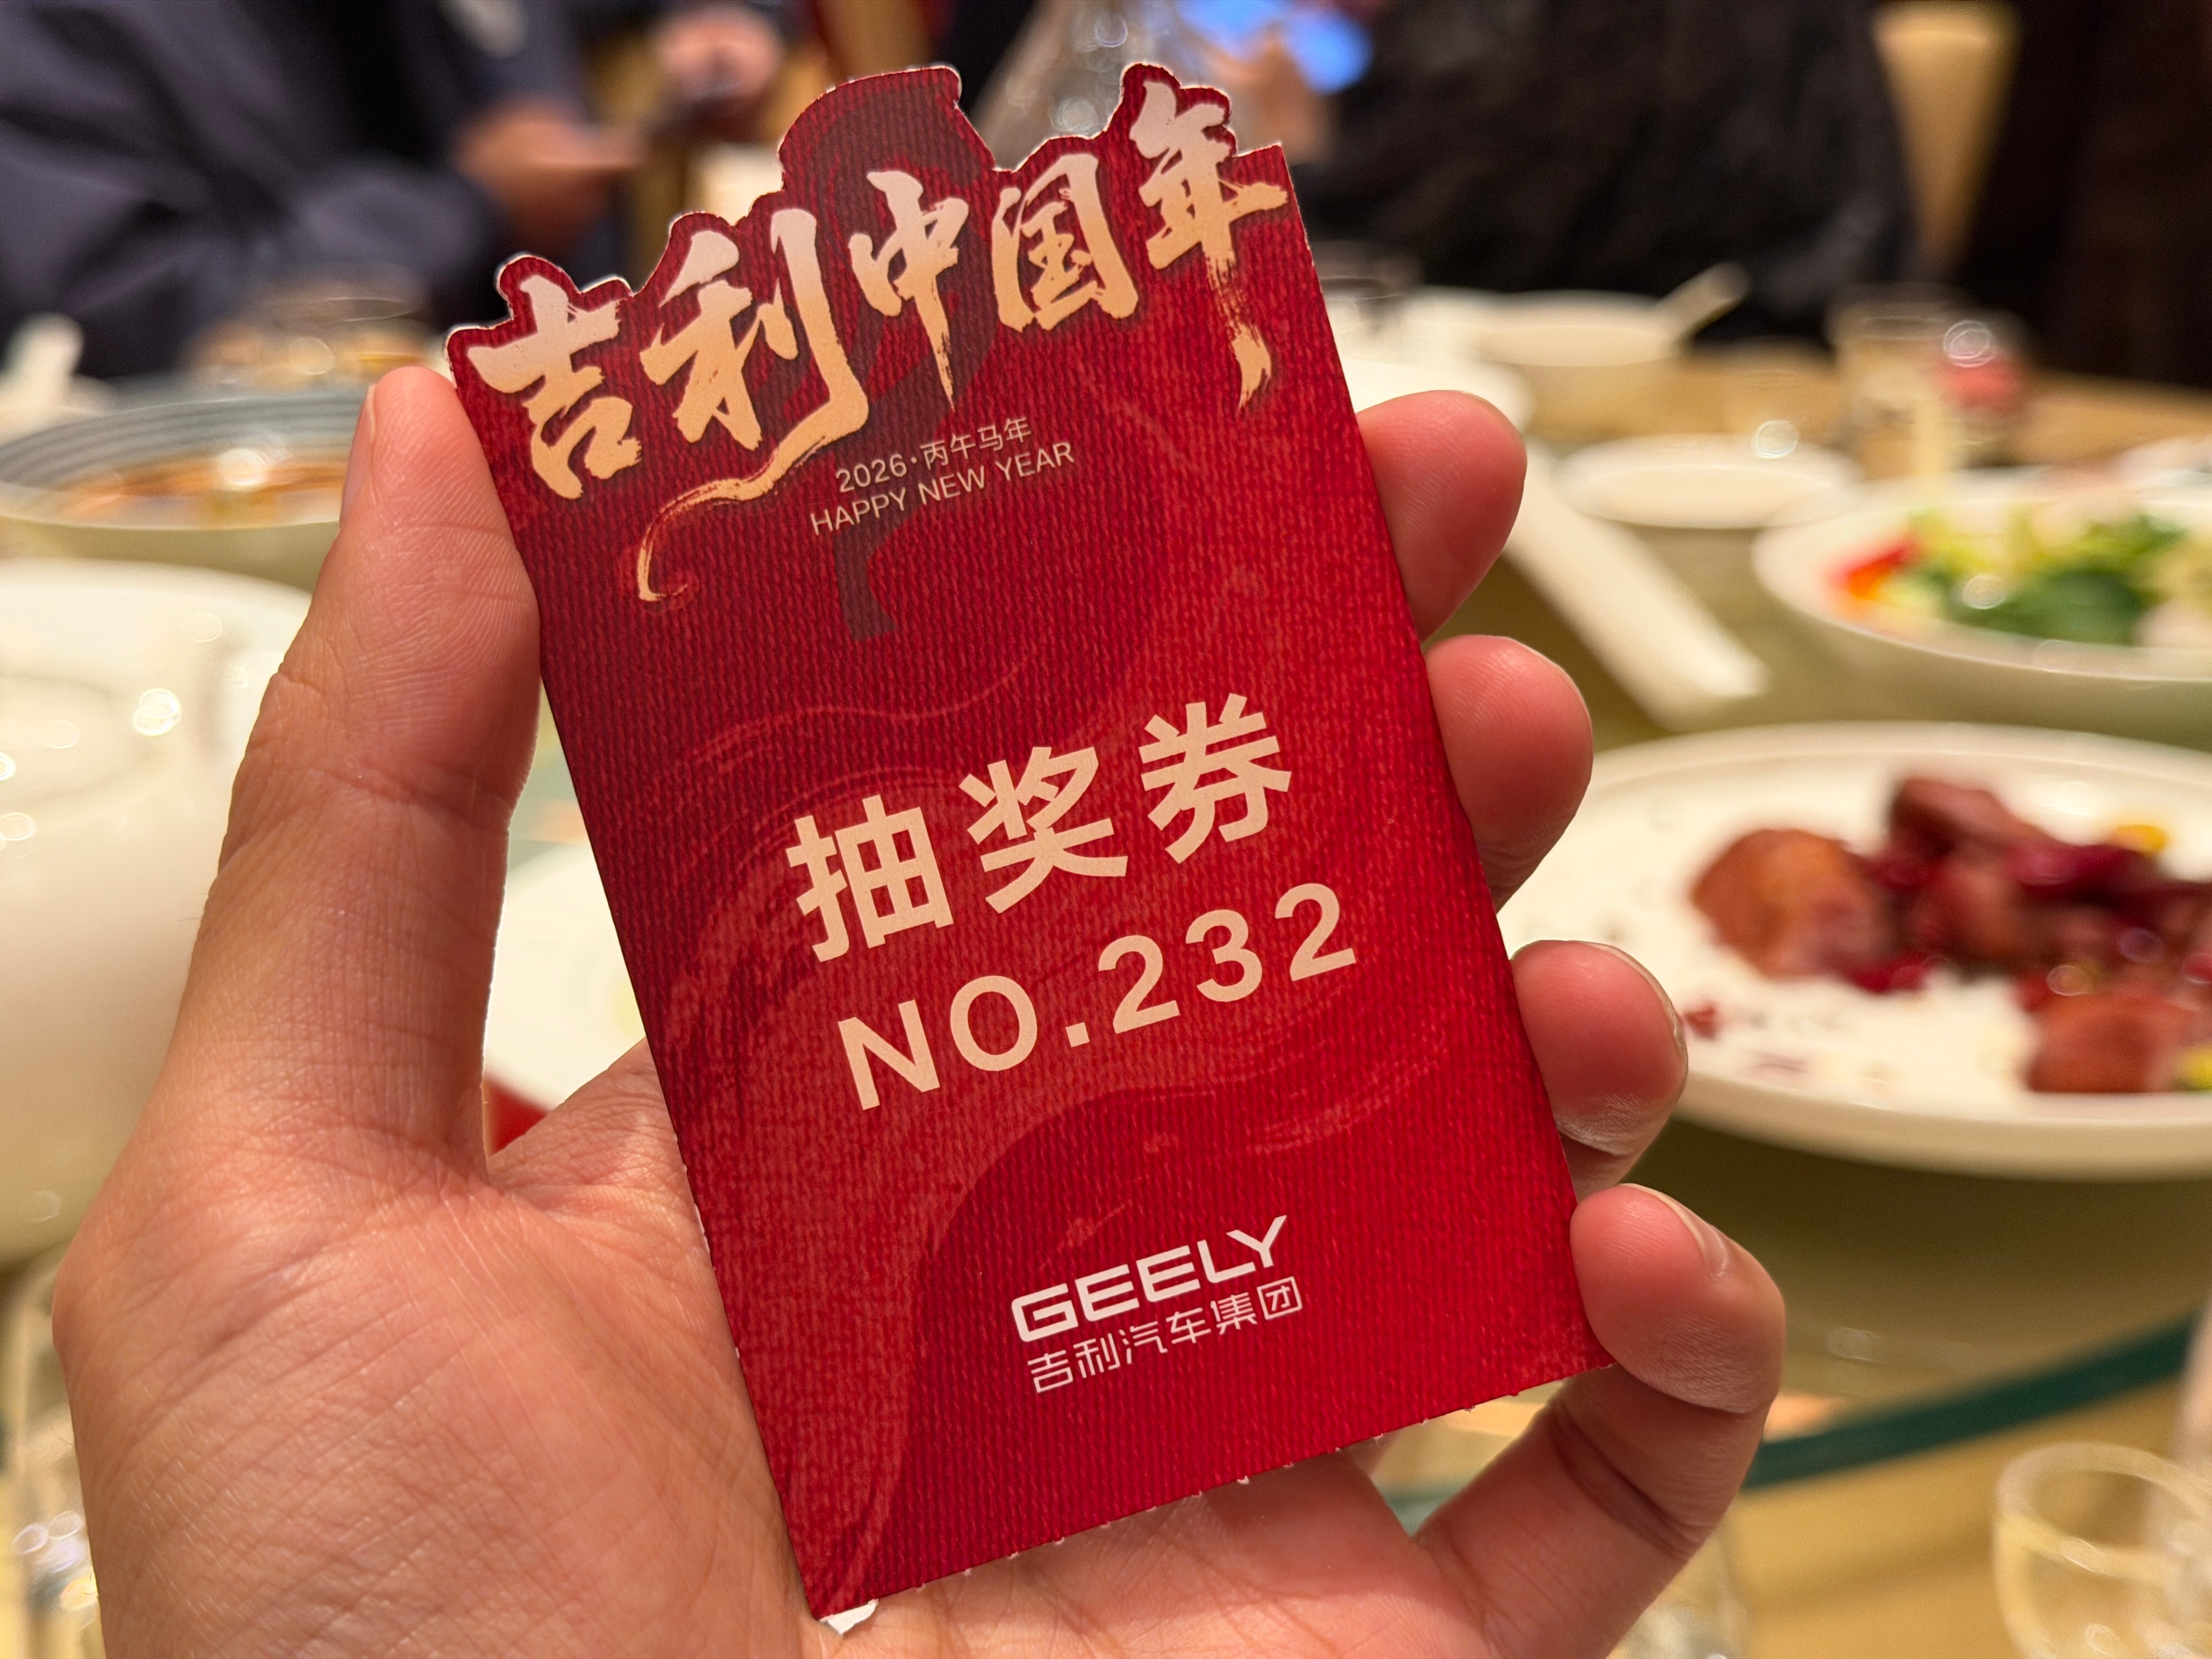 吉利中国年
2026·丙午马年
HAPPY NEW YEAR
抽奖券
NO.232
GEELY
吉利汽车集团